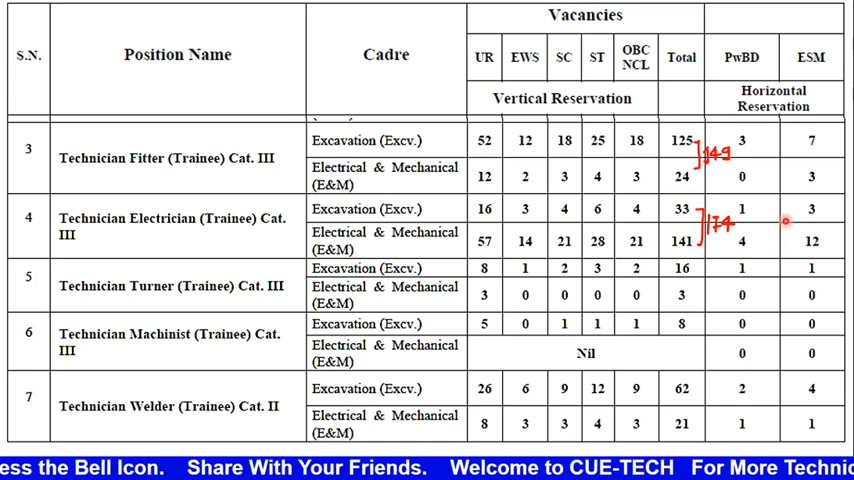 S.N. Position Name Cadre Vacancies
UR EWS SC ST OBC NCL Total PwBD ESM
Vertical Reservation Horizontal Reservation
3 Technician Fitter (Trainee) Cat. III Excavation (Excv.) 52 12 18 25 18 125 3 7
149
Electrical & Mechanical (E&M) 12 2 3 4 3 24 0 3
4 Technician Electrician (Trainee) Cat. III Excavation (Excv.) 16 3 4 6 4 33 1 3
174
Electrical & Mechanical (E&M) 57 14 21 28 21 141 4 12
5 Technician Turner (Trainee) Cat. III Excavation (Excv.) 8 1 2 3 2 16 1 1
Electrical & Mechanical (E&M) 3 0 0 0 0 3 0 0
6 Technician Machinist (Trainee) Cat. III Excavation (Excv.) 5 0 1 1 1 8 0 0
Electrical & Mechanical (E&M) Nil 0 0
7 Technician Welder (Trainee) Cat. II Excavation (Excv.) 26 6 9 12 9 62 2 4
Electrical & Mechanical (E&M) 8 3 3 4 3 21 1 1
ess the Bell Icon. Share With Your Friends. Welcome to CUE-TECH For More Technic